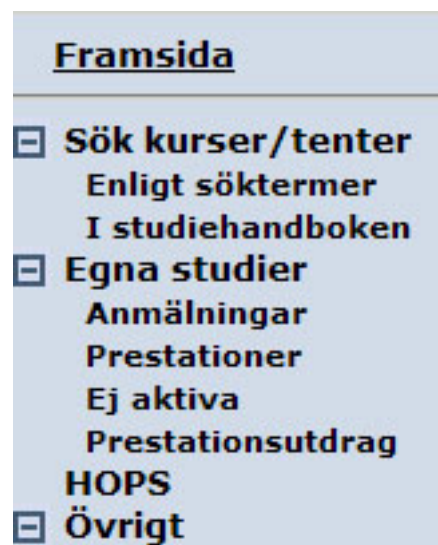 Framsida
Sök kurser/tenter
Enligt söktermer
I studiehandboken
Egna studier
Anmälningar
Prestationer
Ej aktiva
Prestationsutdrag
HOPS
Övrigt